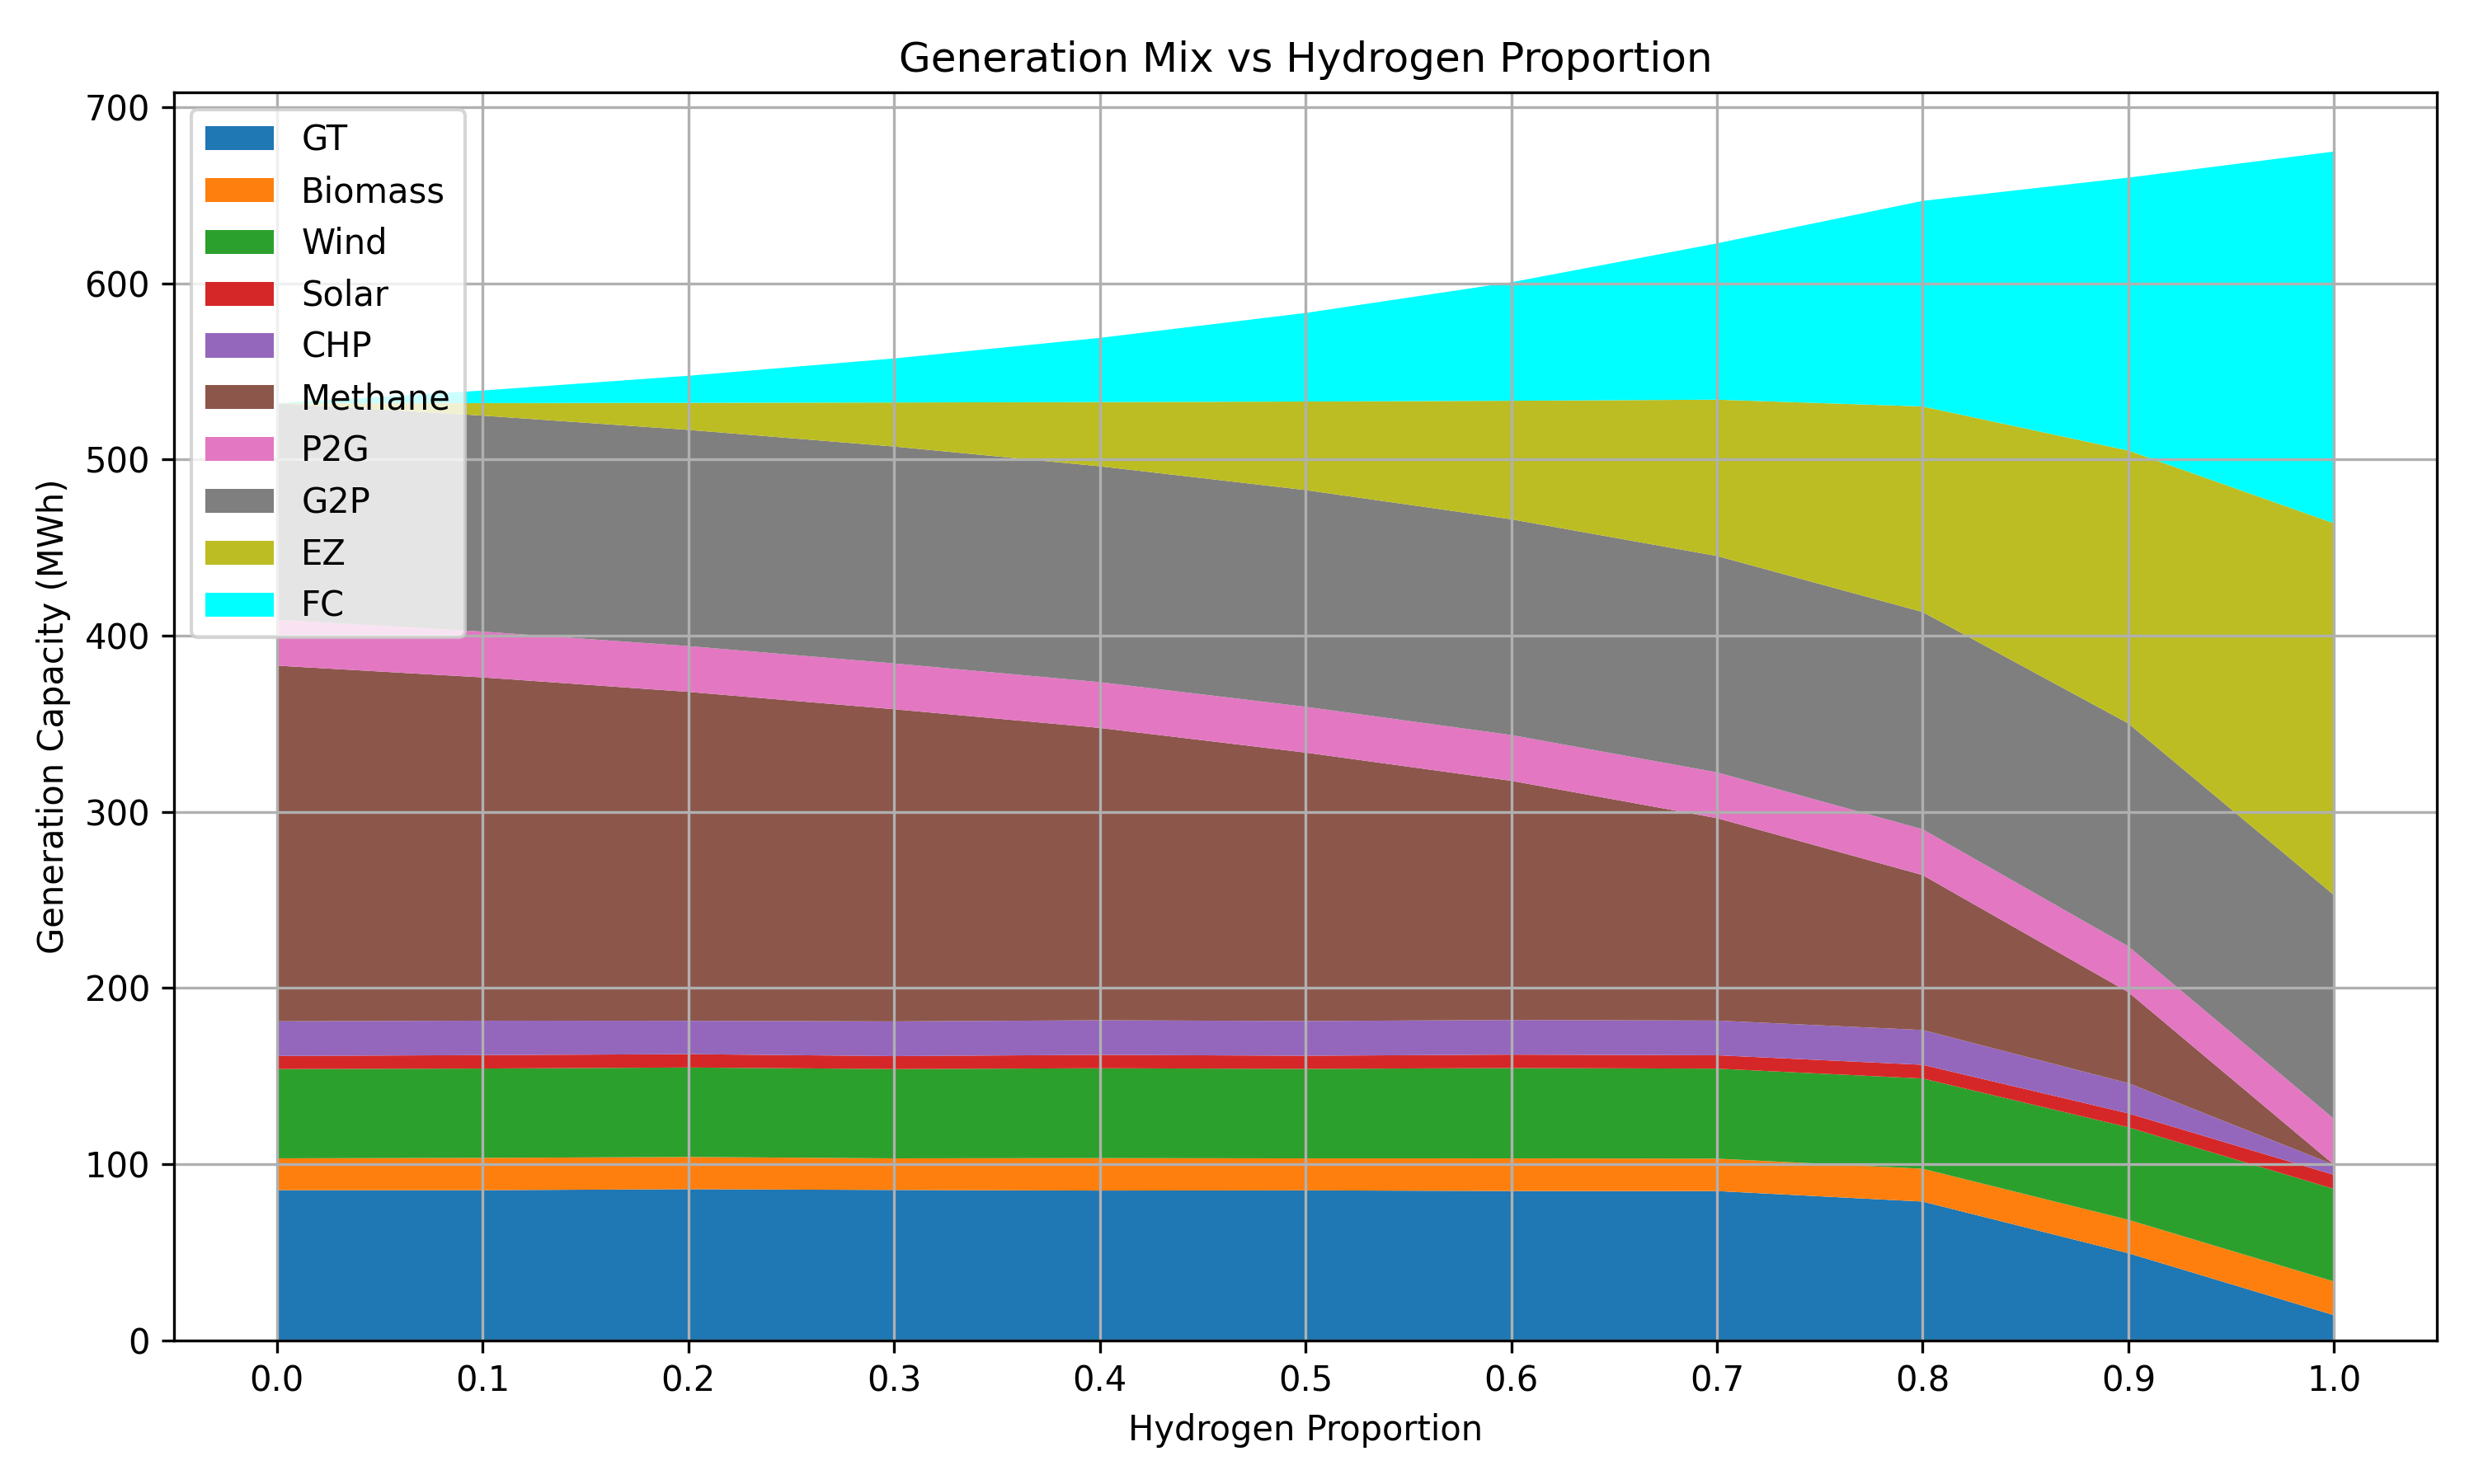 Generation Mix vs Hydrogen Proportion
700
600
500
400
300
200
100
0
Generation Capacity (MWh)
GT
Biomass
Wind
Solar
CHP
Methane
P2G
G2P
EZ
FC
0.0 0.1 0.2 0.3 0.4 0.5 0.6 0.7 0.8 0.9 1.0
Hydrogen Proportion